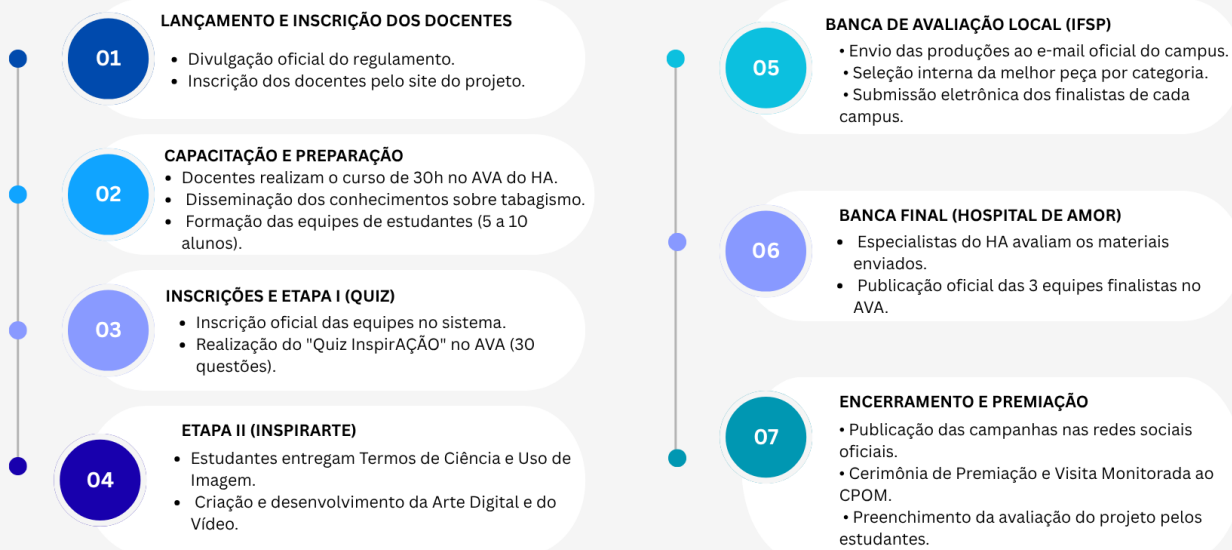 01
LANÇAMENTO E INSCRIÇÃO DOS DOCENTES
• Divulgação oficial do regulamento.
• Inscrição dos docentes pelo site do projeto.
02
CAPACITAÇÃO E PREPARAÇÃO
• Docentes realizam o curso de 30h no AVA do HA.
• Disseminação dos conhecimentos sobre tabagismo.
• Formação das equipes de estudantes (5 a 10
alunos).
03
INSCRIÇÕES E ETAPA I (QUIZ)
• Inscrição oficial das equipes no sistema.
• Realização do "Quiz InspirAÇÃO" no AVA (30
questões).
04
ETAPA II (INSPIRARTE)
• Estudantes entregam Termos de Ciência e Uso de
Imagem.
• Criação e desenvolvimento da Arte Digital e do
Vídeo.
05
BANCA DE AVALIAÇÃO LOCAL (IFSP)
• Envio das produções ao e-mail oficial do campus.
• Seleção interna da melhor peça por categoria.
• Submissão eletrônica dos finalistas de cada
campus.
06
BANCA FINAL (HOSPITAL DE AMOR)
• Especialistas do HA avaliam os materiais
enviados.
• Publicação oficial das 3 equipes finalistas no
AVA.
07
ENCERRAMENTO E PREMIAÇÃO
• Publicação das campanhas nas redes sociais
oficiais.
• Cerimônia de Premiação e Visita Monitorada ao
CPOM.
• Preenchimento da avaliação do projeto pelos
estudantes.